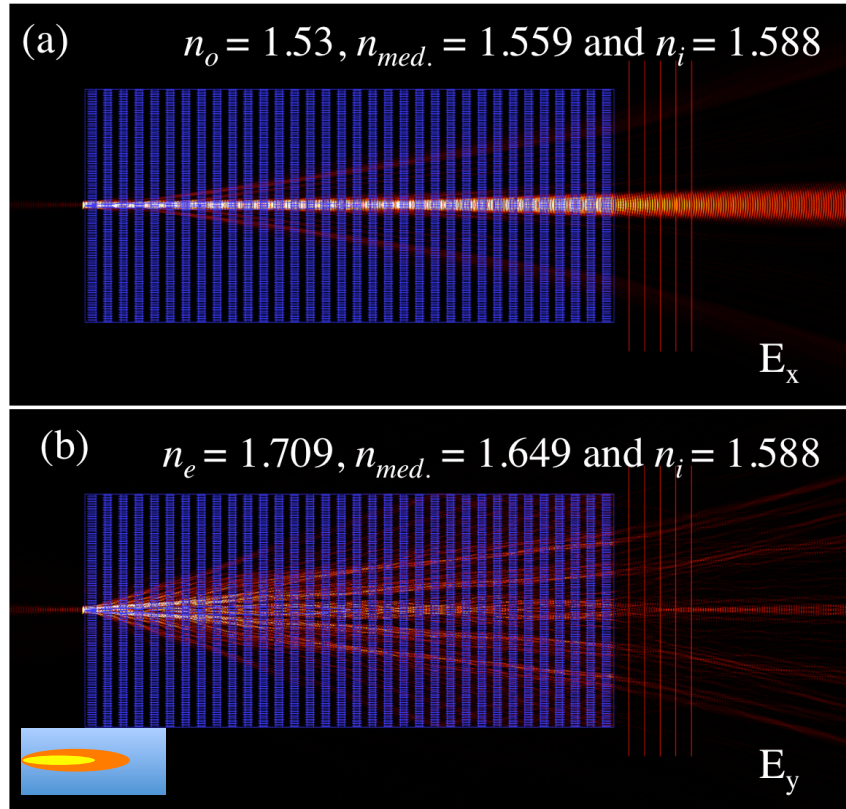 (a)
n_o = 1.53, n_med. = 1.559 and n_i = 1.588
E_x
(b)
n_e = 1.709, n_med. = 1.649 and n_i = 1.588
E_y